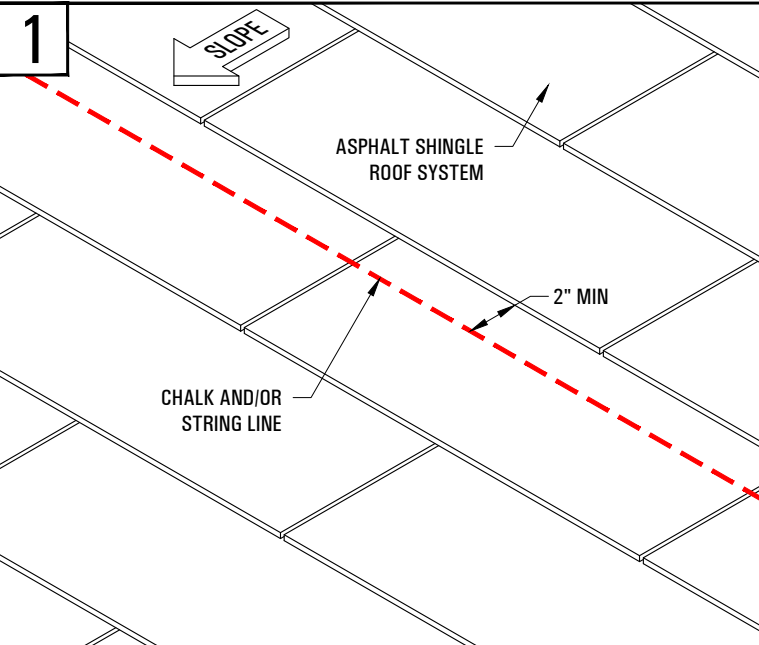 1
SLOPE
ASPHALT SHINGLE
ROOF SYSTEM
2" MIN
CHALK AND/OR
STRING LINE